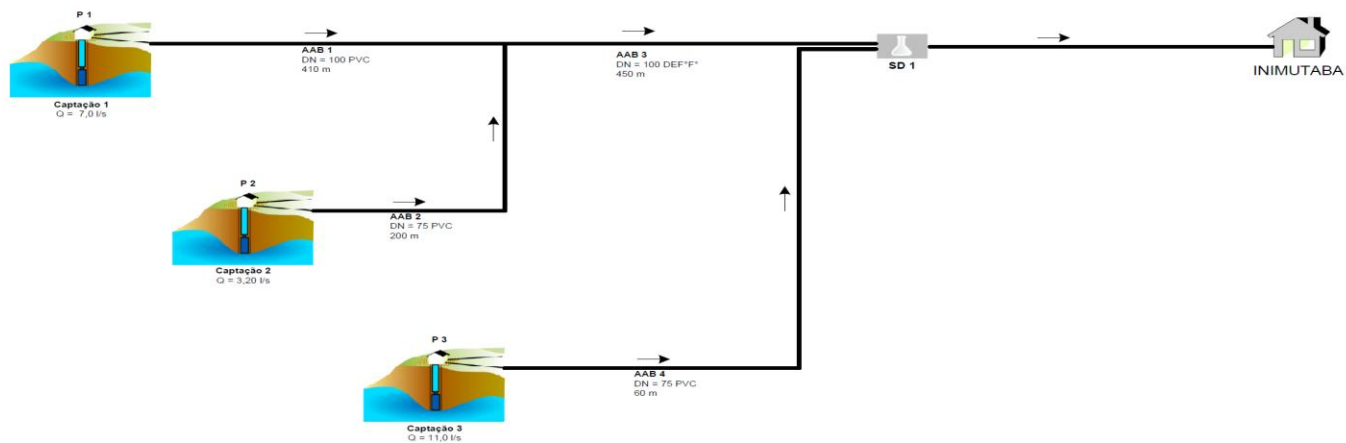 P 1
AAB 1
DN = 100 PVC
410 m
AAB 3
DN = 100 DEF°F°
450 m
SD 1
INIMUTABA
Captação 1
Q = 7,0 l/s
P 2
AAB 2
DN = 75 PVC
200 m
Captação 2
Q = 3,20 l/s
P 3
AAB 4
DN = 75 PVC
60 m
Captação 3
Q = 11,0 l/s